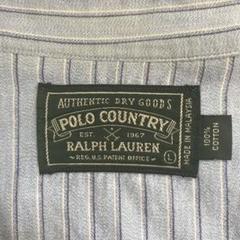 AUTHENTIC DRY GOODS
POLO COUNTRY
EST. 1967
RALPH LAUREN
~REG. U.S. PATENT OFFICE~
L
MADE IN MALAYSIA
100% COTTON